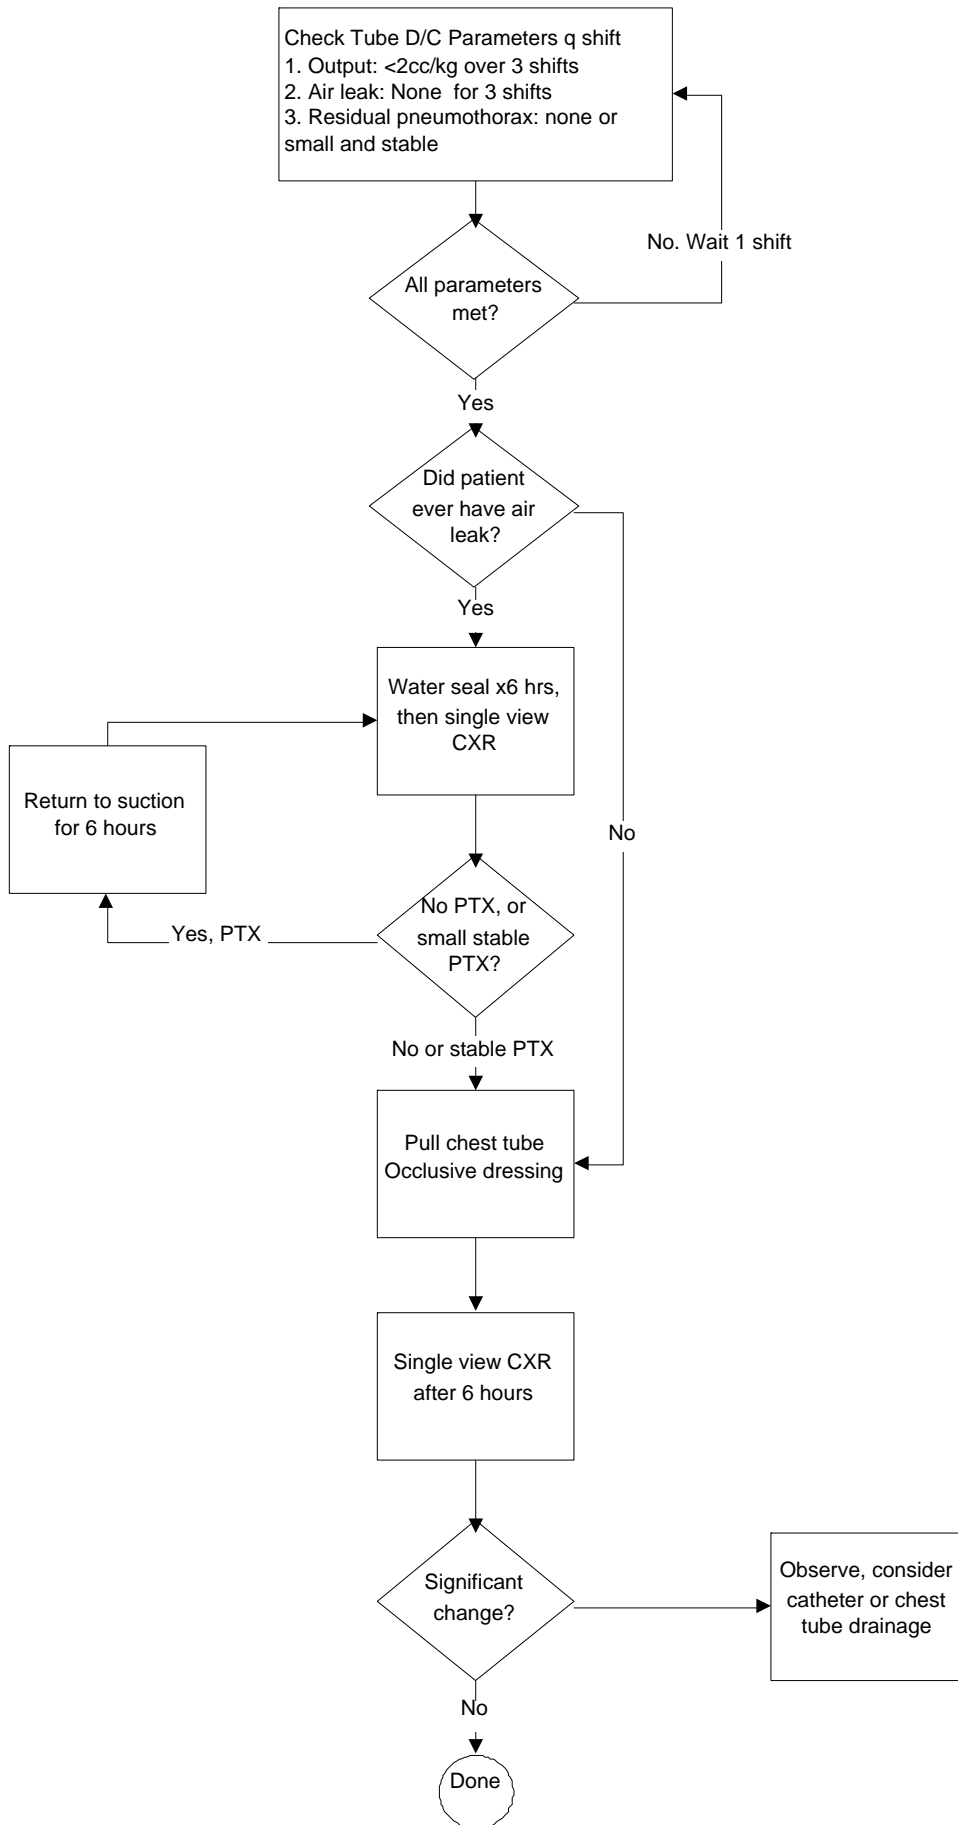 Check Tube D/C Parameters q shift
1. Output: <2cc/kg over 3 shifts
2. Air leak: None  for 3 shifts
3. Residual pneumothorax: none or
small and stable
No. Wait 1 shift
All parameters
met?
Yes
Did patient
ever have air
leak?
Yes
Water seal x6 hrs,
then single view
CXR
Return to suction
for 6 hours
No
No PTX, or
small stable
PTX?
Yes, PTX
No or stable PTX
Pull chest tube
Occlusive dressing
Single view CXR
after 6 hours
Significant
change?
Observe, consider
catheter or chest
tube drainage
No
Done